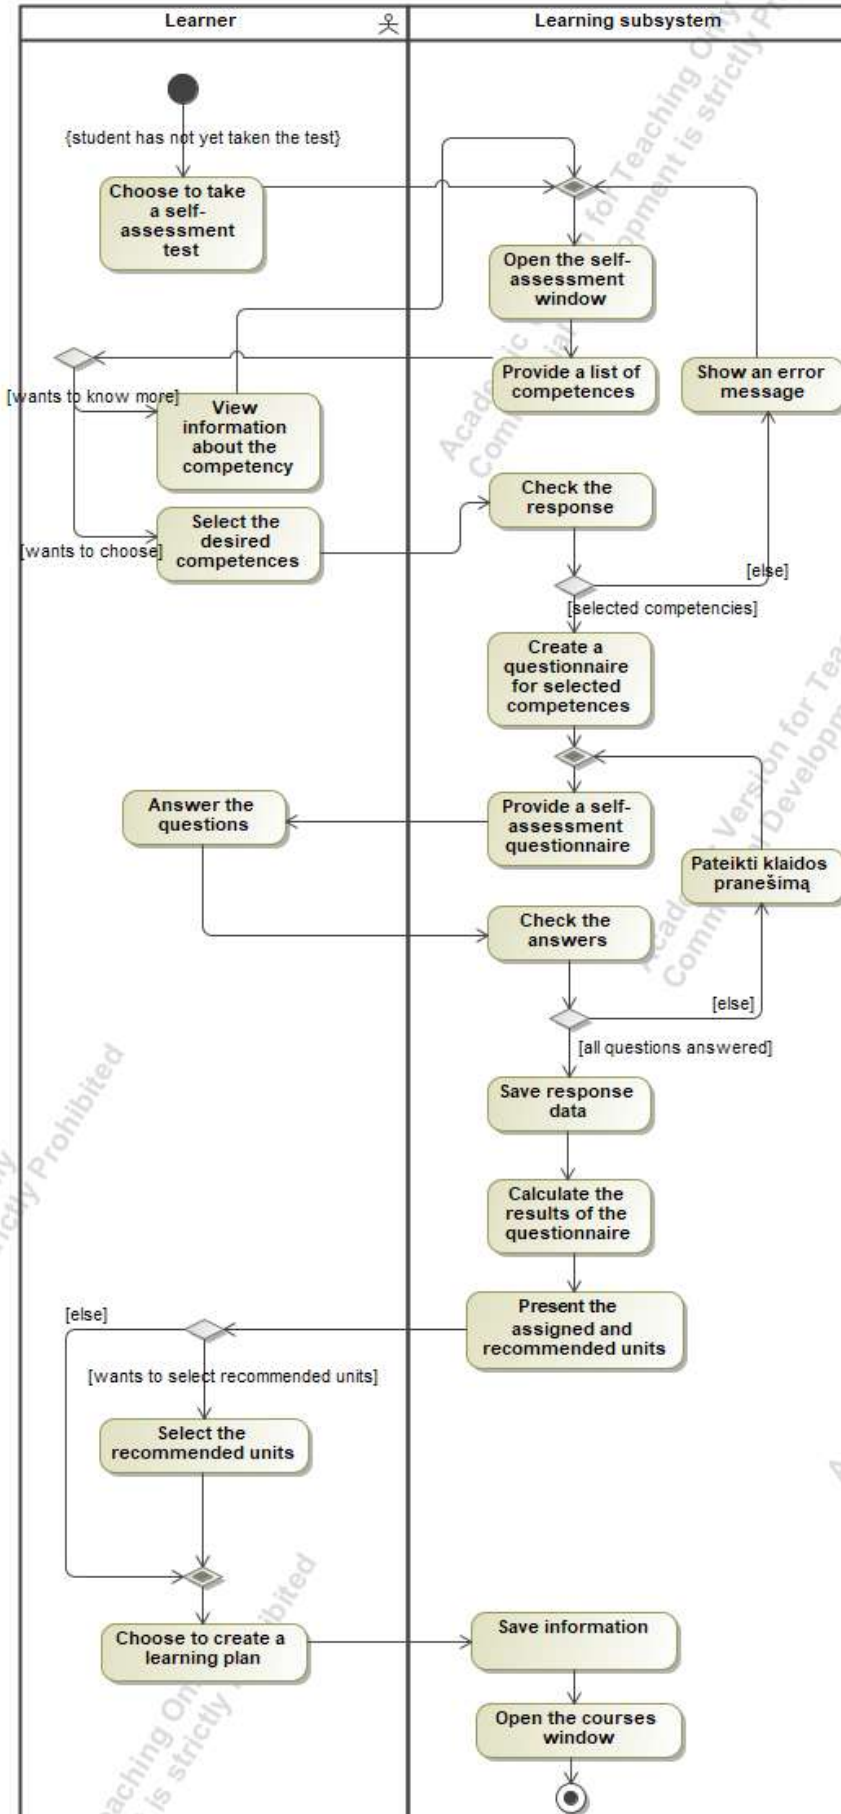 Learner
Learning subsystem
{student has not yet taken the test}
Choose to take
a self-
assessment
test
Open the self-
assessment
window
Provide a list of
competences
Show an error
message
[wants to know more]
View
information
about the
competency
Check the
response
Select the
desired
competences
[wants to choose]
[else]
[selected competencies]
Create a
questionnaire
for selected
competences
Answer the
questions
Provide a self-
assessment
questionnaire
Pateikti klaidos
pranešimą
Check the
answers
[else]
[all questions answered]
Save response
data
Calculate the
results of the
questionnaire
Present the
assigned and
recommended units
[else]
[wants to select recommended units]
Select the
recommended units
Choose to create a
learning plan
Save information
Open the courses
window